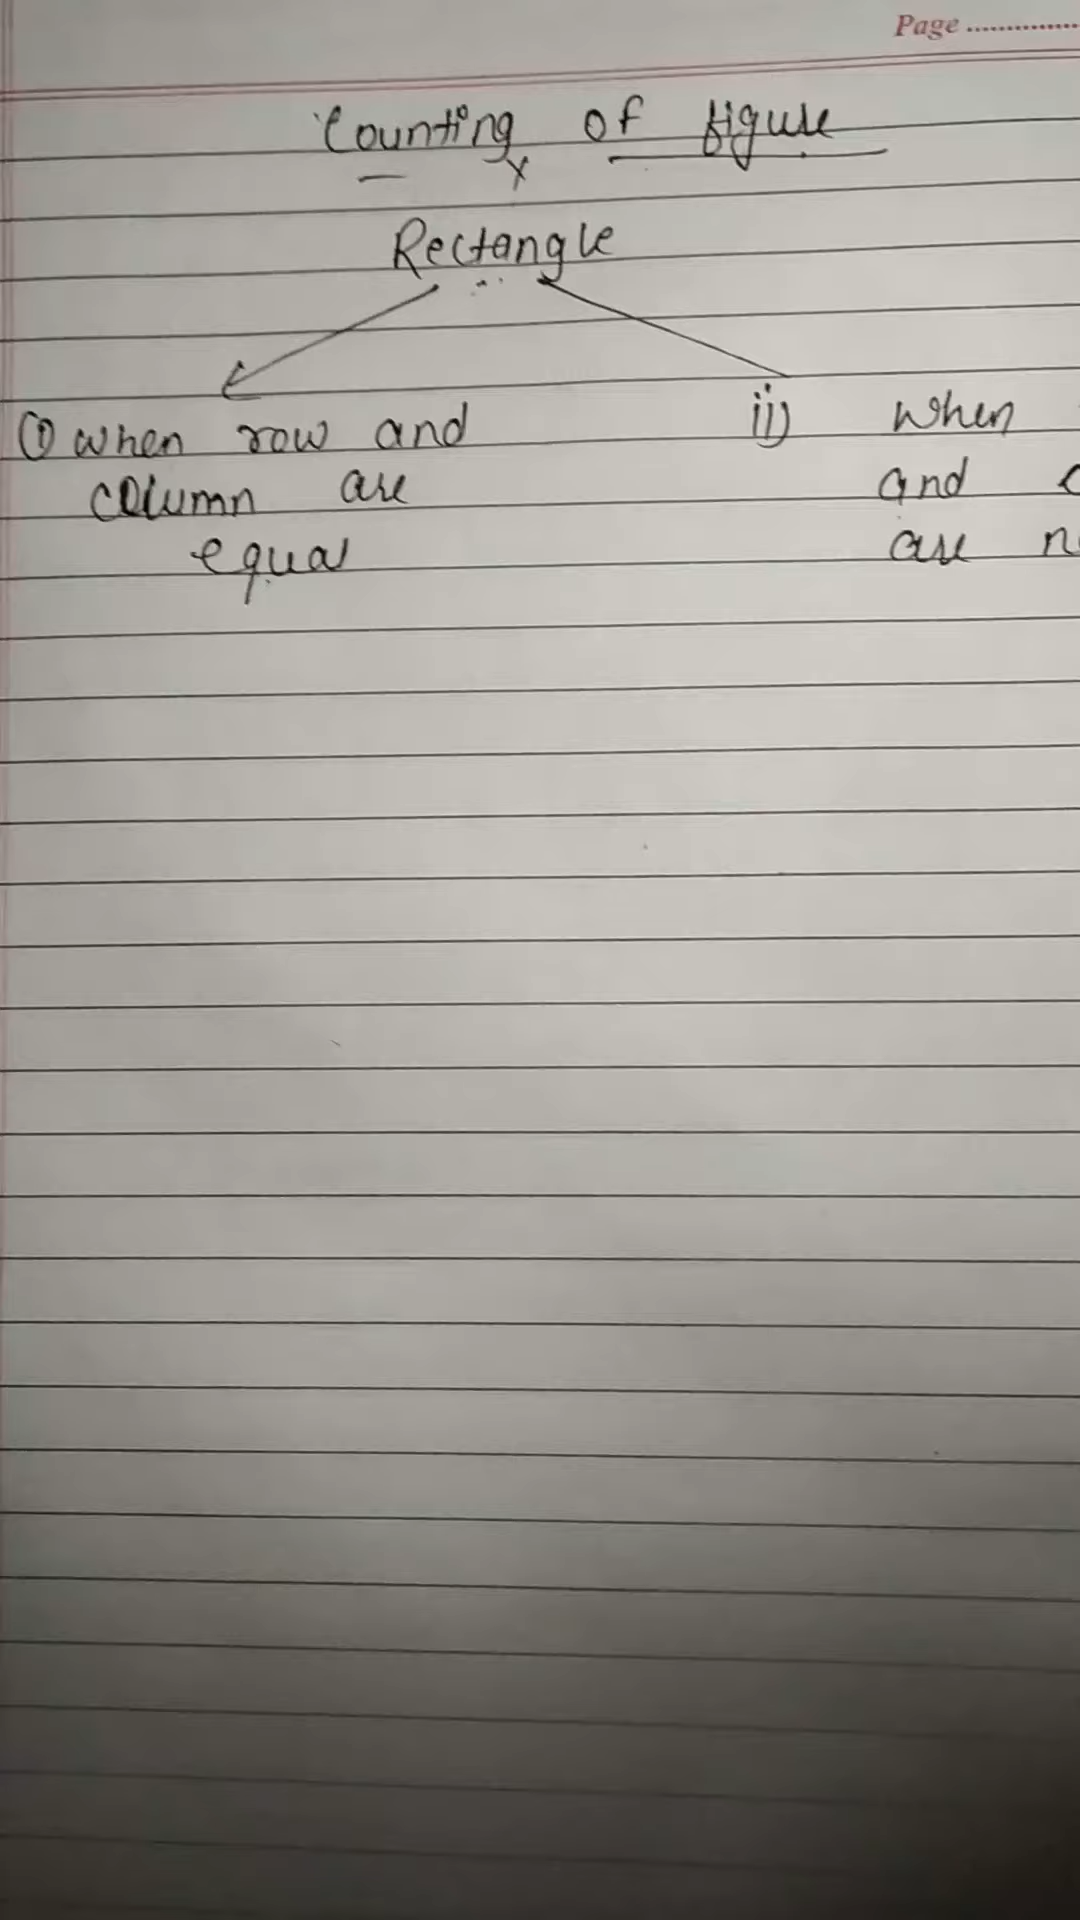 Page ..............
Counting of figure
Rectangle
(i) when row and
column are
equal
ii) when
and
are